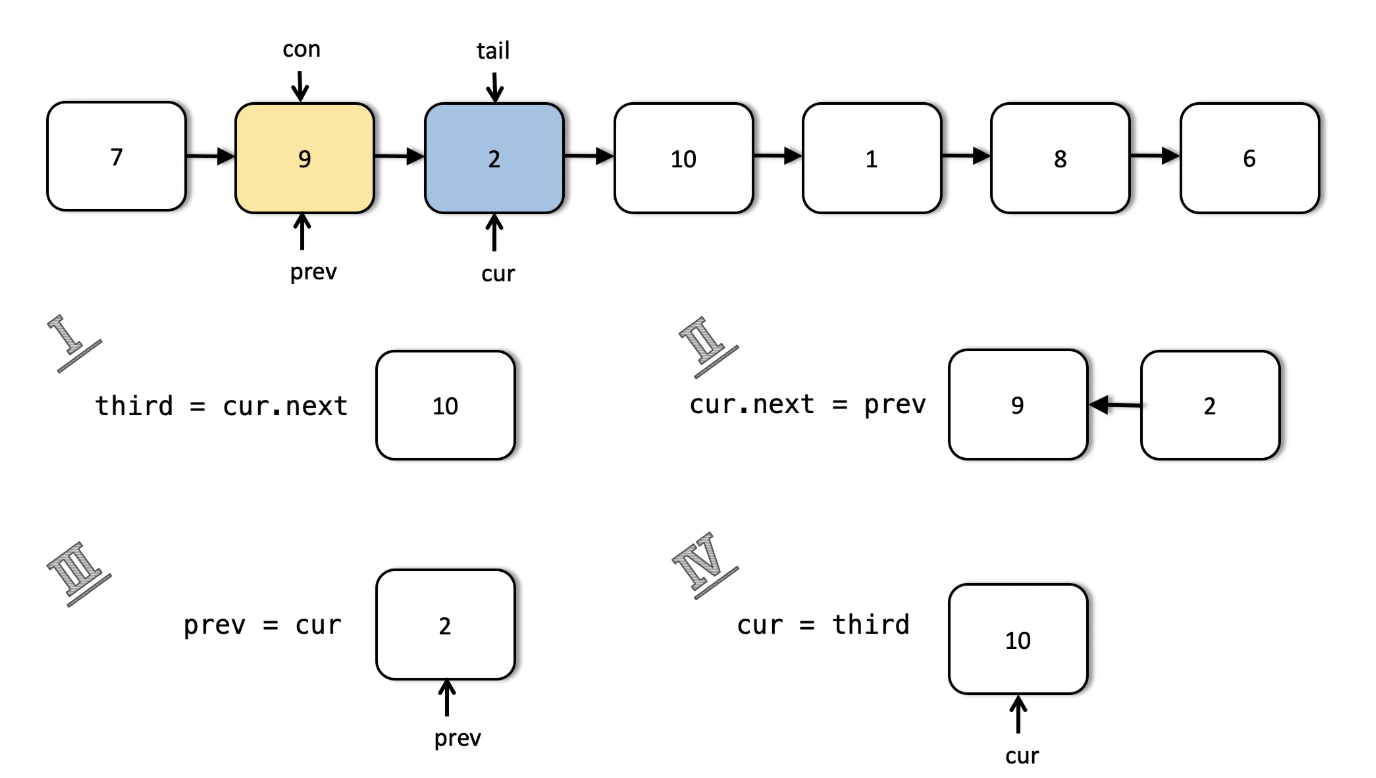 con tail
7 9 2 10 1 8 6
prev cur
I II
third = cur.next 10 cur.next = prev 9 2
III IV
prev = cur 2 cur = third 10
prev cur